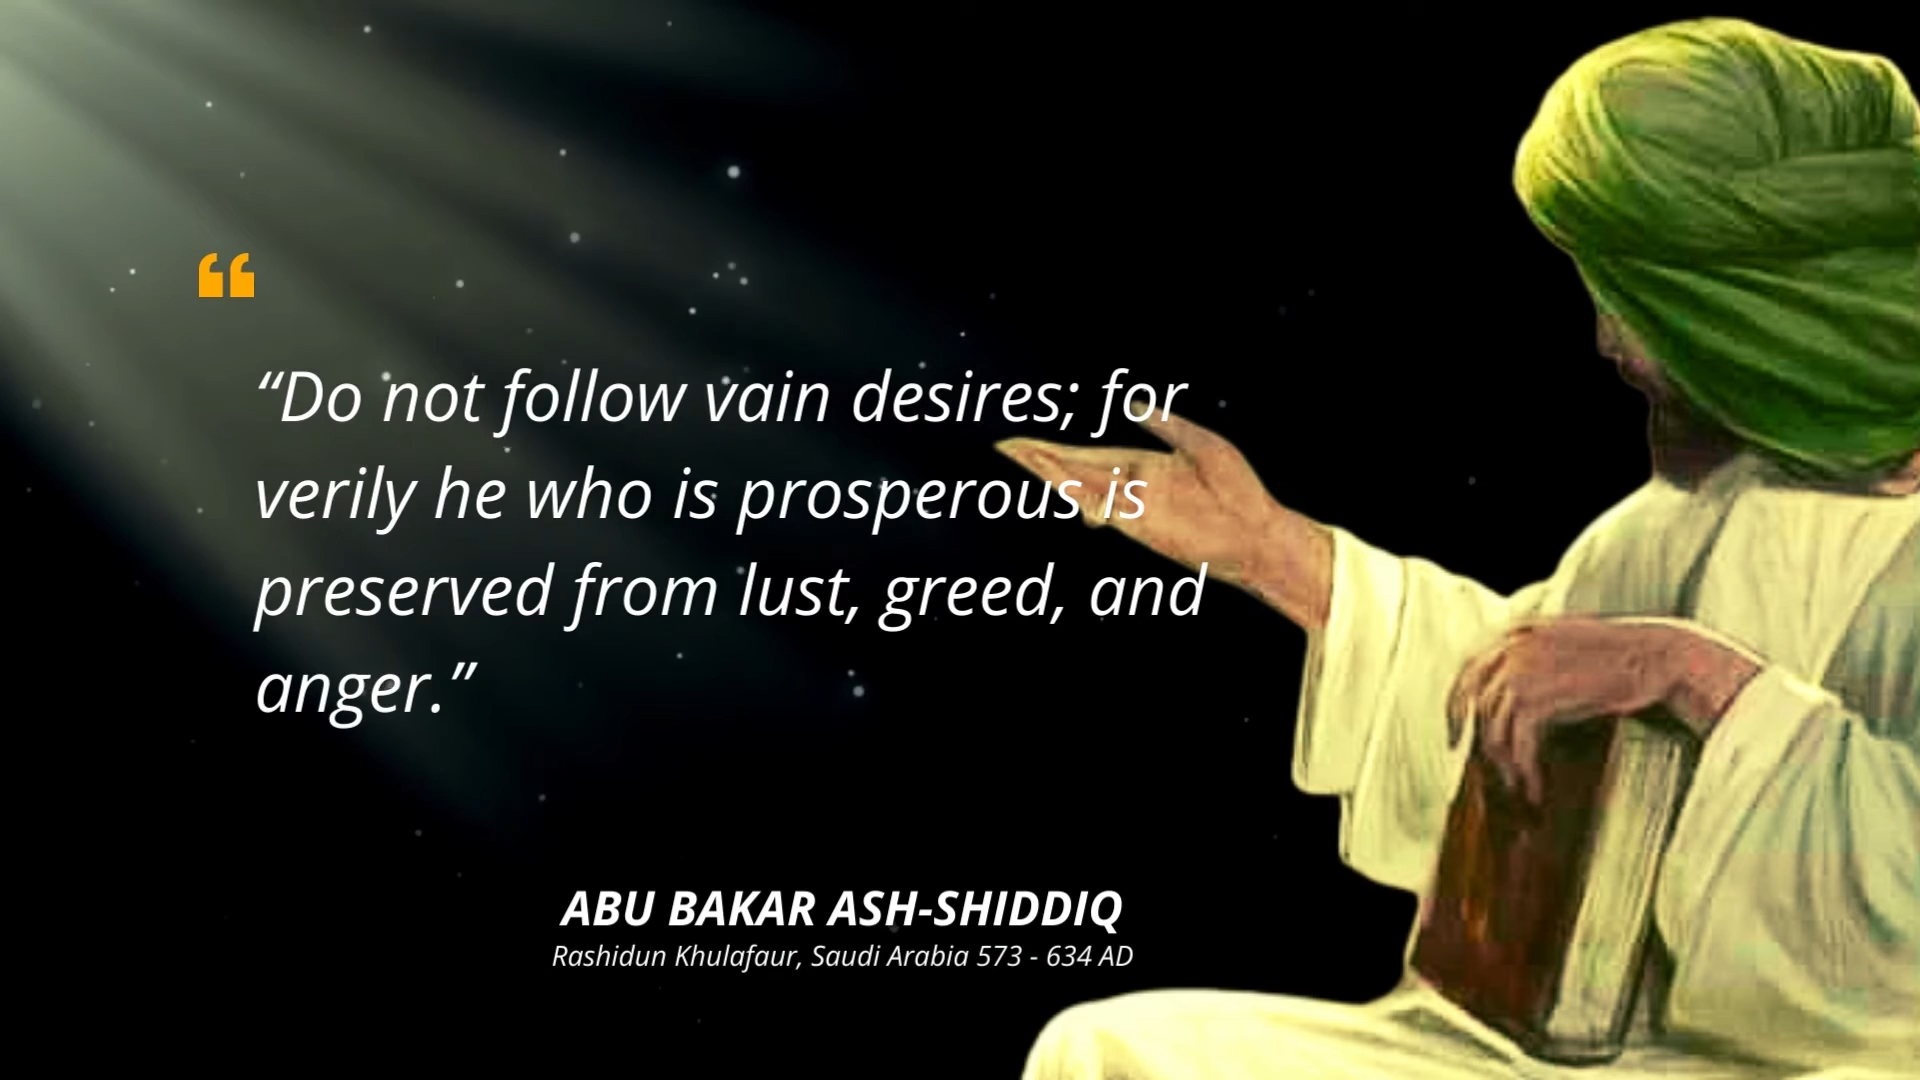 “Do not follow vain desires; for
verily he who is prosperous is
preserved from lust, greed, and
anger.”
ABU BAKAR ASH-SHIDDIQ
Rashidun Khulafaur, Saudi Arabia 573 - 634 AD